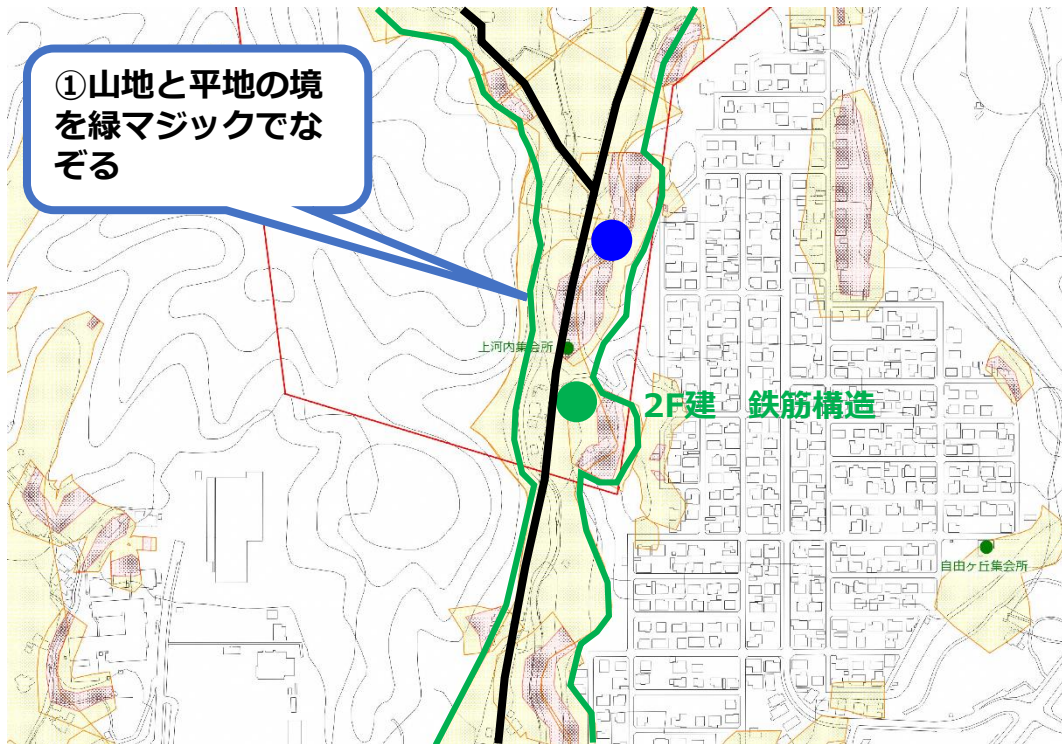 ①山地と平地の境
を緑マジックでな
ぞる
上河内集会所
2F建　鉄筋構造
自由ヶ丘集会所